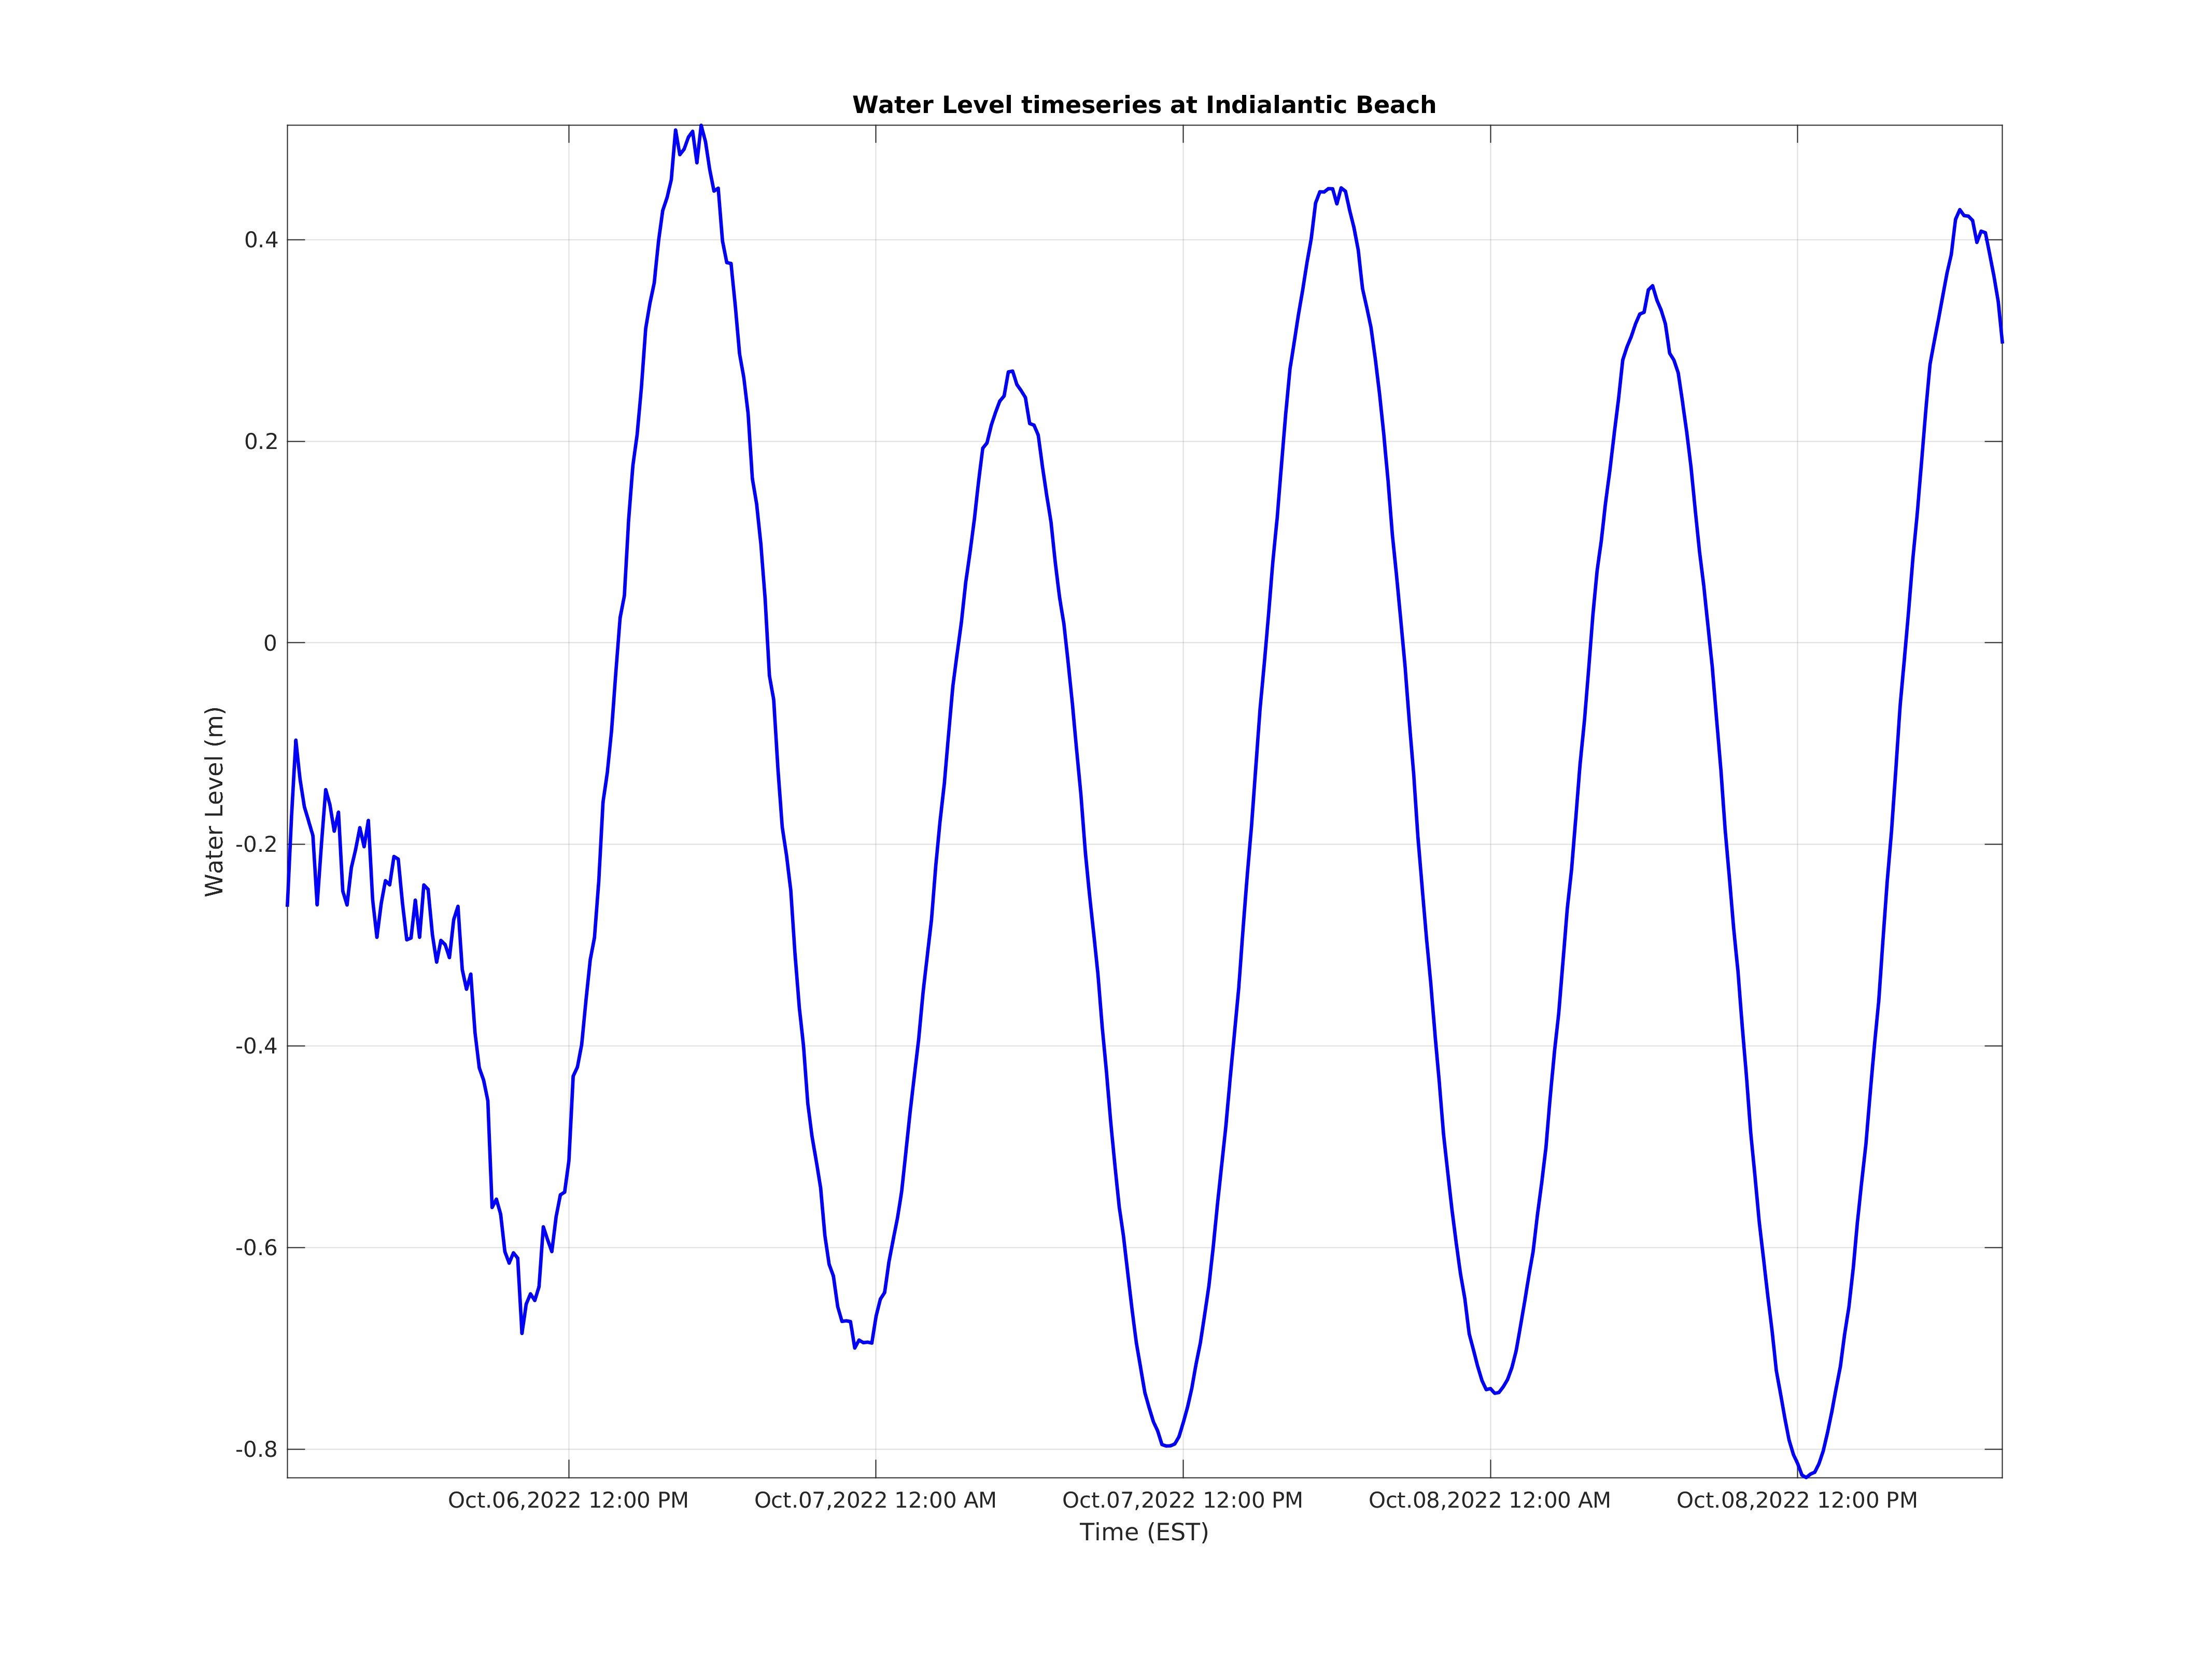 Water Level timeseries at Indialantic Beach
0.4
0.2
0
-0.2
-0.4
-0.6
-0.8
Water Level (m)
Oct.06,2022 12:00 PM
Oct.07,2022 12:00 AM
Oct.07,2022 12:00 PM
Oct.08,2022 12:00 AM
Oct.08,2022 12:00 PM
Time (EST)